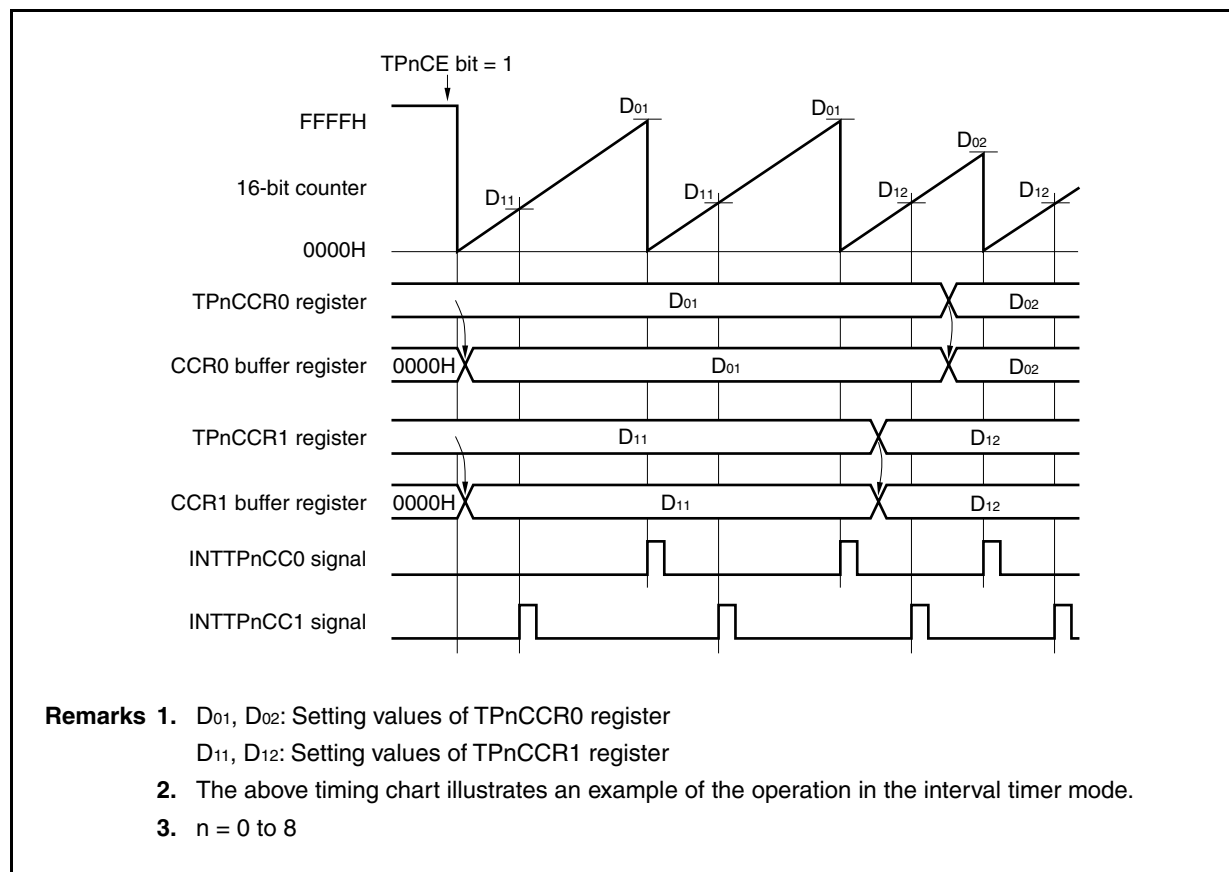 TPnCE bit = 1
FFFFH
D01
D01
D02
16-bit counter
D11
D11
D12
D12
0000H
TPnCCR0 register
D01
D02
CCR0 buffer register
0000H
D01
D02
TPnCCR1 register
D11
D12
CCR1 buffer register
0000H
D11
D12
INTTPnCC0 signal
INTTPnCC1 signal
Remarks 1. D01, D02: Setting values of TPnCCR0 register
D11, D12: Setting values of TPnCCR1 register
2. The above timing chart illustrates an example of the operation in the interval timer mode.
3. n = 0 to 8